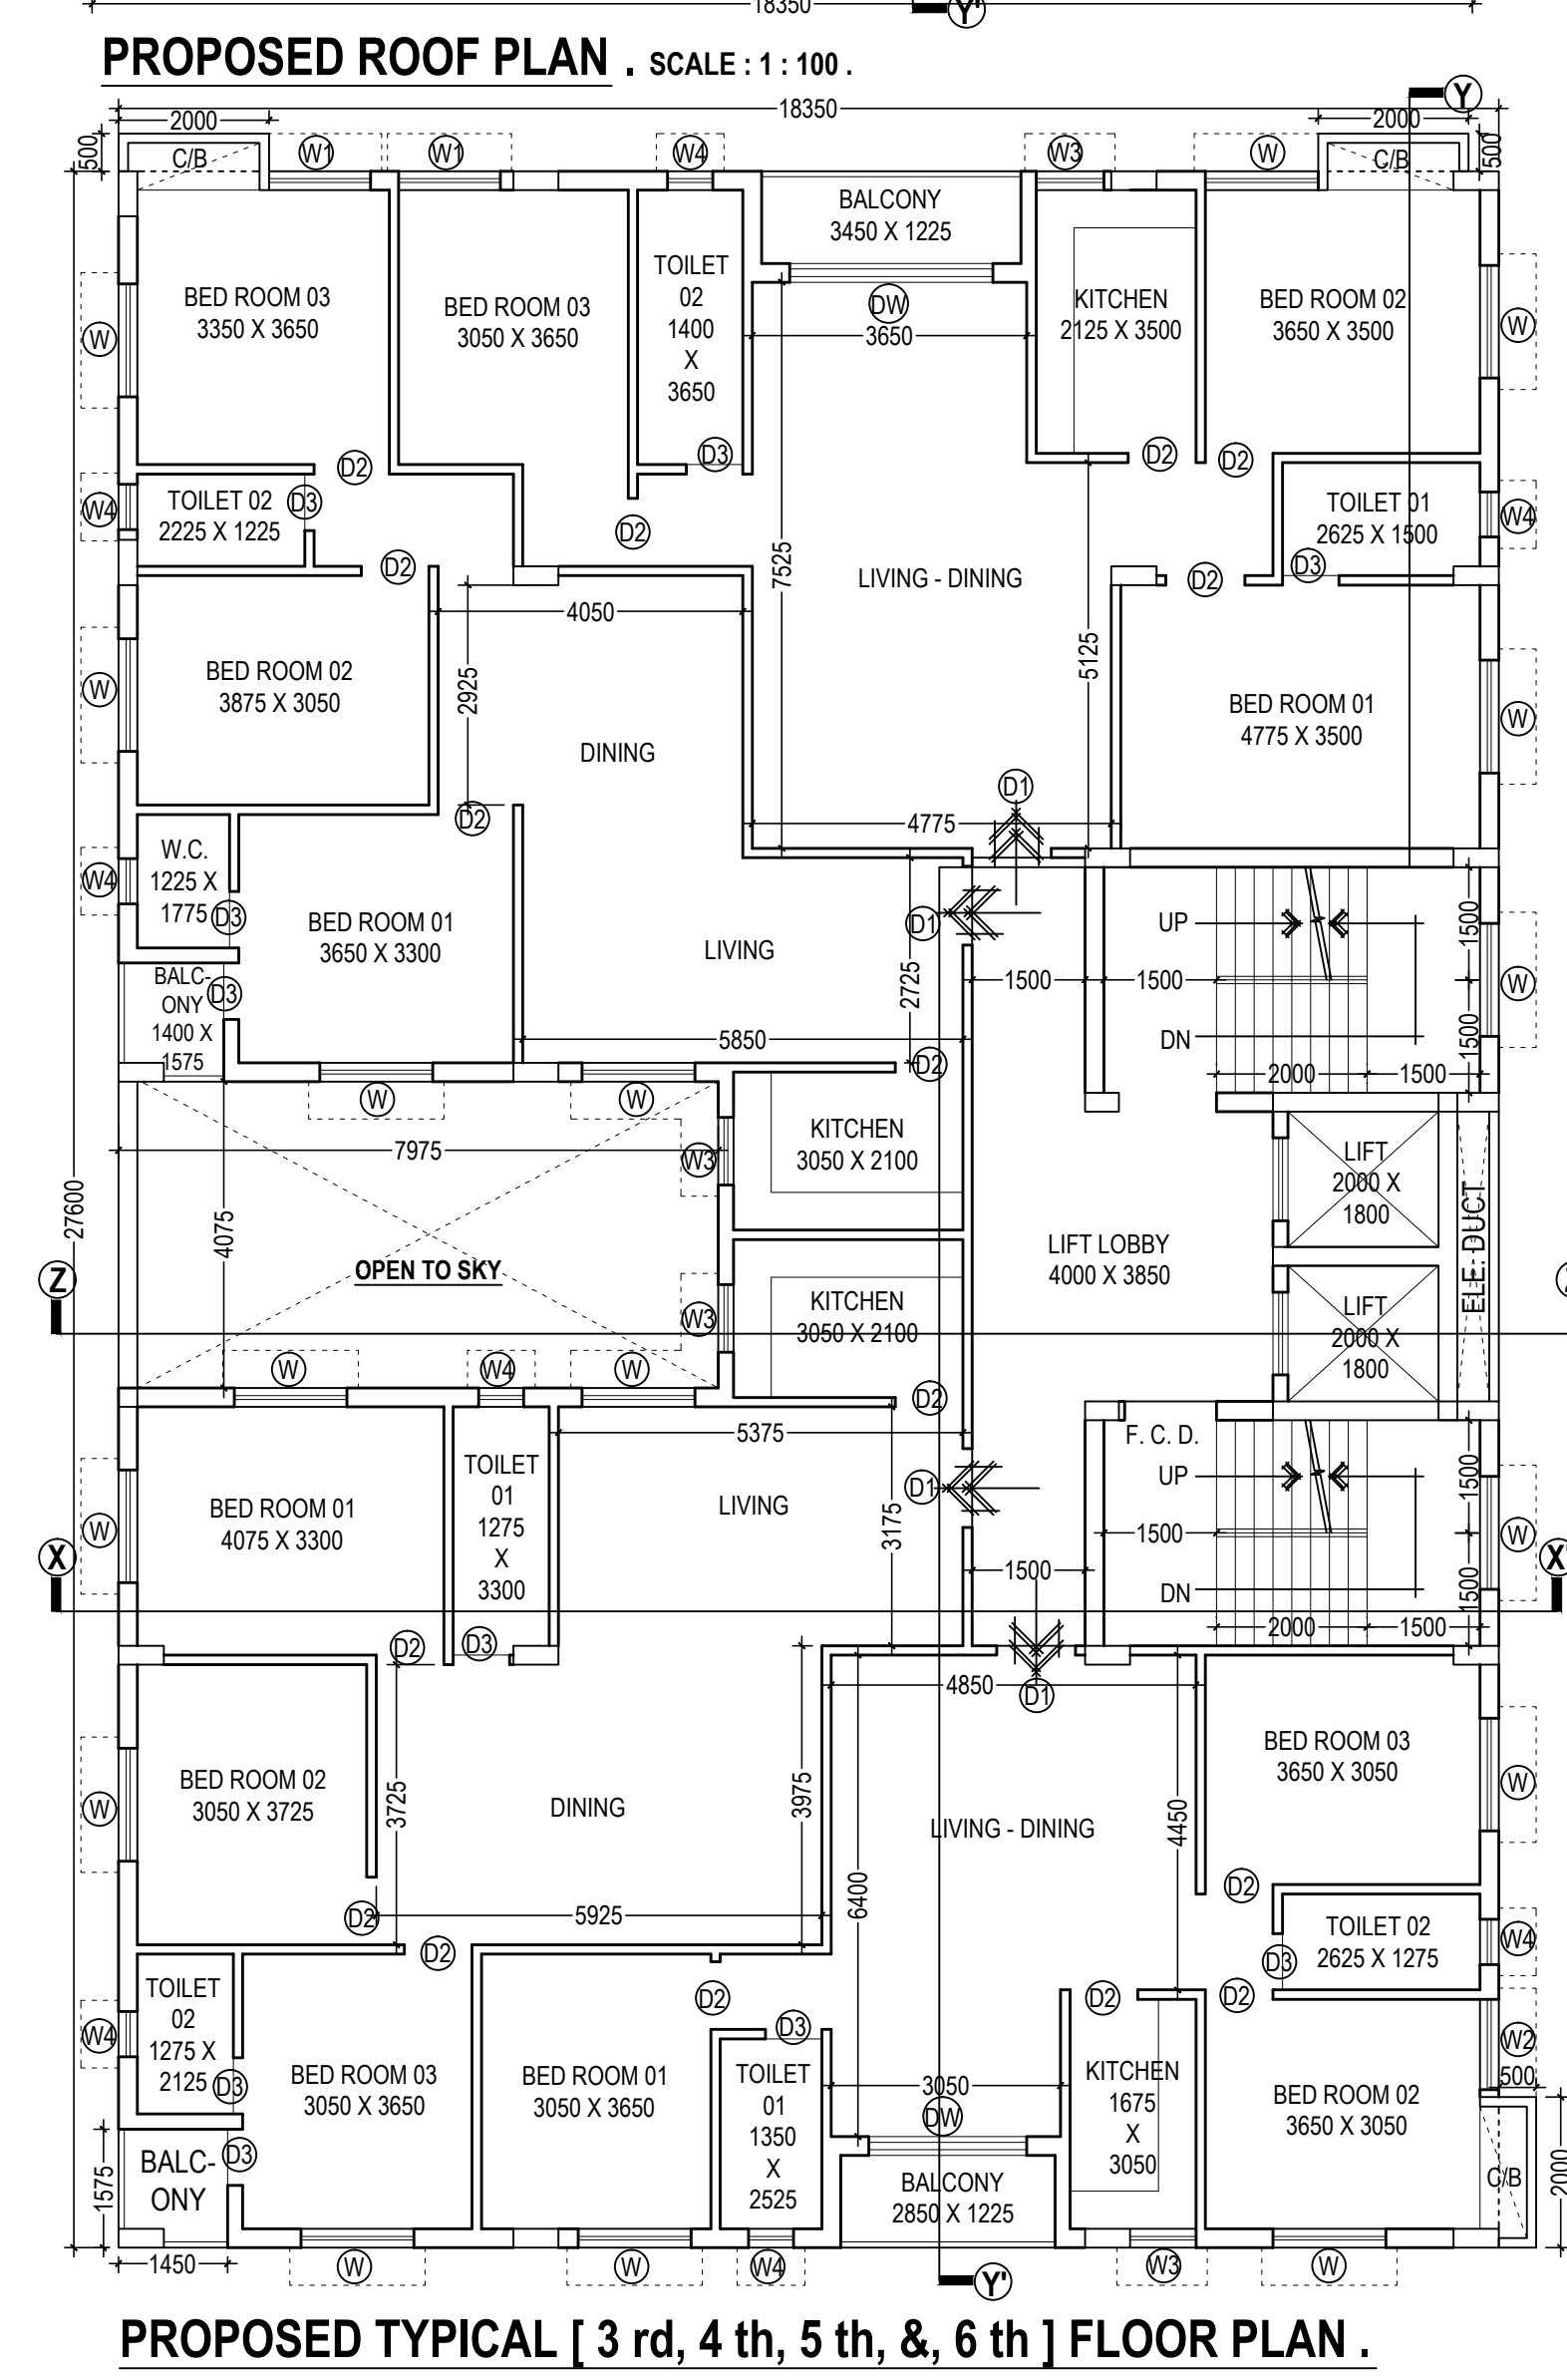 18350
Y'
PROPOSED ROOF PLAN . SCALE : 1 : 100 .
18350
Y
2000
2000
500
500
C/B
W1
W1
W4
W3
W
C/B
BALCONY
3450 X 1225
BED ROOM 03
3350 X 3650
BED ROOM 03
3050 X 3650
TOILET
02
1400
X
3650
DW
3650
KITCHEN
2125 X 3500
BED ROOM 02
3650 X 3500
W
W
D2
D3
D2
D2
TOILET 02
2225 X 1225
D3
W4
D2
D2
7525
LIVING - DINING
TOILET 01
2625 X 1500
W4
D3
D2
4050
2925
5125
BED ROOM 02
3875 X 3050
W
BED ROOM 01
4775 X 3500
W
DINING
D1
D2
4775
W.C.
1225 X
1775
W4
D3
BED ROOM 01
3650 X 3300
LIVING
D1
2725
UP
1500
BALC-
ONY
1400 X
1575
D3
1500
1500
W
5850
DN
1500
D2
2000
1500
W
W
7975
W3
KITCHEN
3050 X 2100
LIFT
2000 X
1800
27600
4075
OPEN TO SKY
LIFT LOBBY
4000 X 3850
ELE. DUCT
Z
W3
KITCHEN
3050 X 2100
LIFT
2000 X
1800
W
W4
W
D2
5375
F. C. D.
TOILET
01
1275
X
3300
UP
1500
BED ROOM 01
4075 X 3300
LIVING
D1
W
3175
1500
W
X
X'
1500
DN
1500
2000
1500
D2
D3
4850
D1
BED ROOM 02
3050 X 3725
W
3725
DINING
3975
LIVING - DINING
4450
BED ROOM 03
3650 X 3050
W
6400
D2
D2
5925
D2
TOILET 02
2625 X 1275
W4
D3
TOILET
02
1275 X
2125
W4
D3
D2
D2
D2
D3
W2
500
BED ROOM 03
3050 X 3650
BED ROOM 01
3050 X 3650
TOILET
01
1350
X
2525
3050
DW
KITCHEN
1675
X
3050
BED ROOM 02
3650 X 3050
1575
BALC-
ONY
D3
BALCONY
2850 X 1225
C/B
2000
1450
W
W
W4
W3
W
Y'
PROPOSED TYPICAL [ 3 rd, 4 th, 5 th, &, 6 th ] FLOOR PLAN .